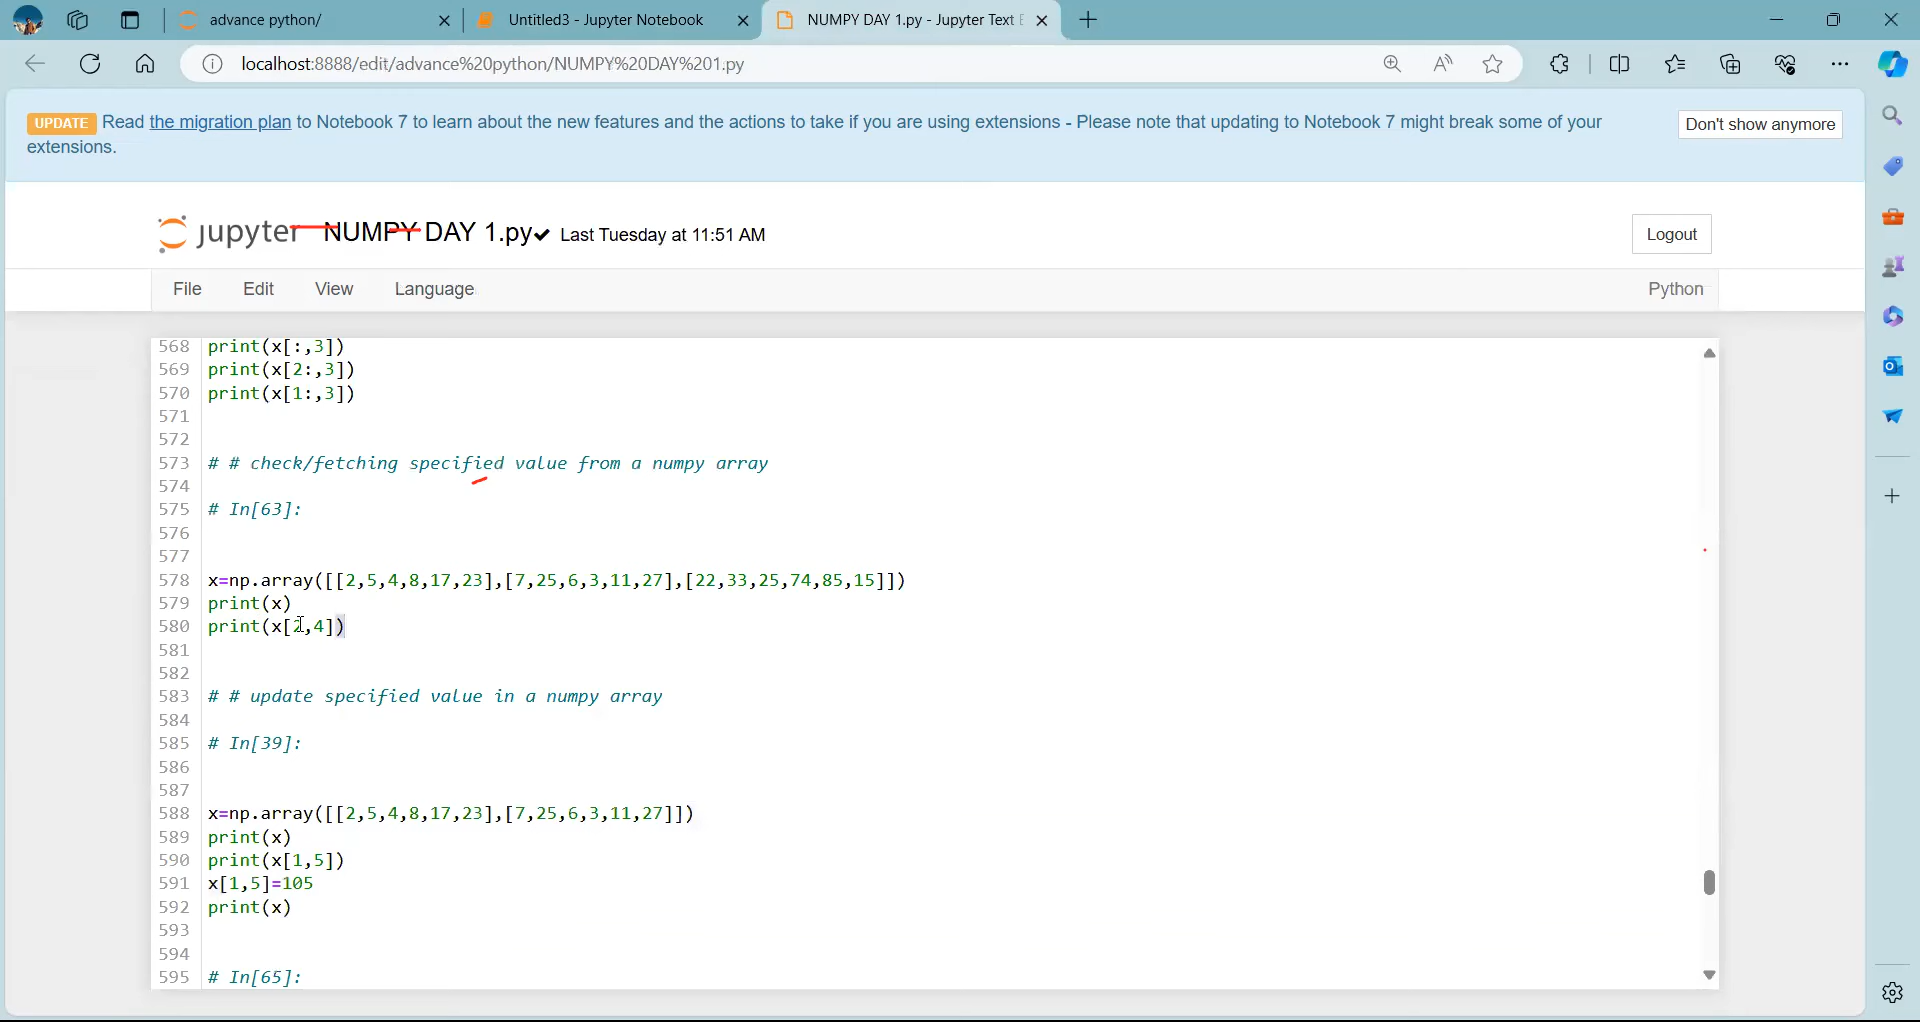 advance python/
Untitled3 - Jupyter Notebook
NUMPY DAY 1.py - Jupyter Text E
localhost:8888/edit/advance%20python/NUMPY%20DAY%201.py
UPDATE Read the migration plan to Notebook 7 to learn about the new features and the actions to take if you are using extensions - Please note that updating to Notebook 7 might break some of your
extensions.
Don't show anymore
jupyter NUMPY DAY 1.py Last Tuesday at 11:51 AM
Logout
File Edit View Language
Python
568 print(x[:,3])
569 print(x[2:,3])
570 print(x[1:,3])
571
572
573 # # check/fetching specified value from a numpy array
574
575 # In[63]:
576
577
578 x=np.array([[2,5,4,8,17,23],[7,25,6,3,11,27],[22,33,25,74,85,15]])
579 print(x)
580 print(x[2,4])
581
582
583 # # update specified value in a numpy array
584
585 # In[39]:
586
587
588 x=np.array([[2,5,4,8,17,23],[7,25,6,3,11,27]])
589 print(x)
590 print(x[1,5])
591 x[1,5]=105
592 print(x)
593
594
595 # In[65]: